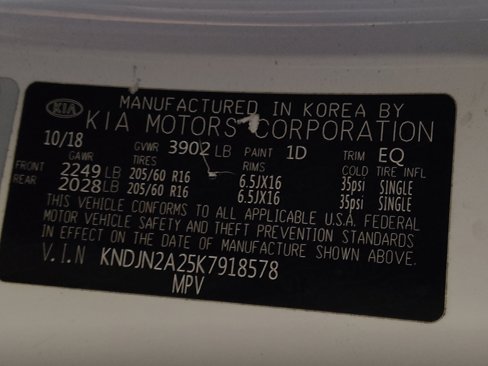 KIA
MANUFACTURED IN KOREA BY
KIA MOTORS CORPORATION
10/18 GVWR 3902 LB PAINT 1D TRIM EQ
GAWR TIRES RIMS COLD TIRE INFL
FRONT 2249 LB 205/60 R16 6.5JX16 35psi SINGLE
REAR 2028 LB 205/60 R16 6.5JX16 35psi SINGLE
THIS VEHICLE CONFORMS TO ALL APPLICABLE U.S.A. FEDERAL
MOTOR VEHICLE SAFETY AND THEFT PREVENTION STANDARDS
IN EFFECT ON THE DATE OF MANUFACTURE SHOWN ABOVE.
V.I.N KNDJN2A25K7918578
MPV